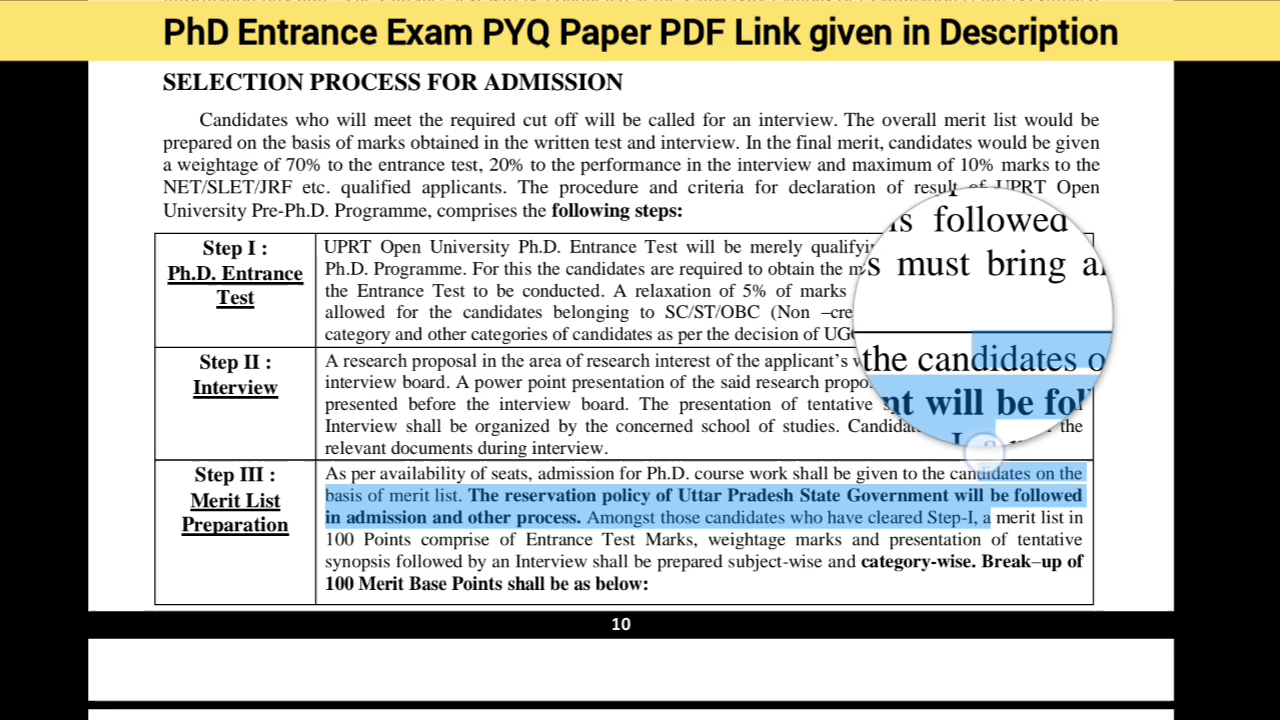 PhD Entrance Exam PYQ Paper PDF Link given in Description
SELECTION PROCESS FOR ADMISSION
Candidates who will meet the required cut off will be called for an interview. The overall merit list would be
prepared on the basis of marks obtained in the written test and interview. In the final merit, candidates would be given
a weightage of 70% to the entrance test, 20% to the performance in the interview and maximum of 10% marks to the
NET/SLET/JRF etc. qualified applicants. The procedure and criteria for declaration of result of UPRT Open
University Pre-Ph.D. Programme, comprises the following steps:
Step I :
Ph.D. Entrance
Test
UPRT Open University Ph.D. Entrance Test will be merely
Ph.D. Programme. For this the candidates are required to obtain the
the Entrance Test to be conducted. A relaxation of 5% of marks
allowed for the candidates belonging to SC/ST/OBC (Non
category and other categories of candidates as per the decision of
is followed
must bring
the candidates
will be
Step II :
Interview
A research proposal in the area of research interest of the applicant's
interview board. A power point presentation of the said research
presented before the interview board. The presentation of tentative
Interview shall be organized by the concerned school of studies. the
relevant documents during interview.
Step III :
Merit List
Preparation
As per availability of seats, admission for Ph.D. course work shall be given to the candidates on the
basis of merit list. The reservation policy of Uttar Pradesh State Government will be followed
in admission and other process. Amongst those candidates who have cleared Step-I, a merit list in
100 Points comprise of Entrance Test Marks, weightage marks and presentation of tentative
synopsis followed by an Interview shall be prepared subject-wise and category-wise. Break–up of
100 Merit Base Points shall be as below:
10